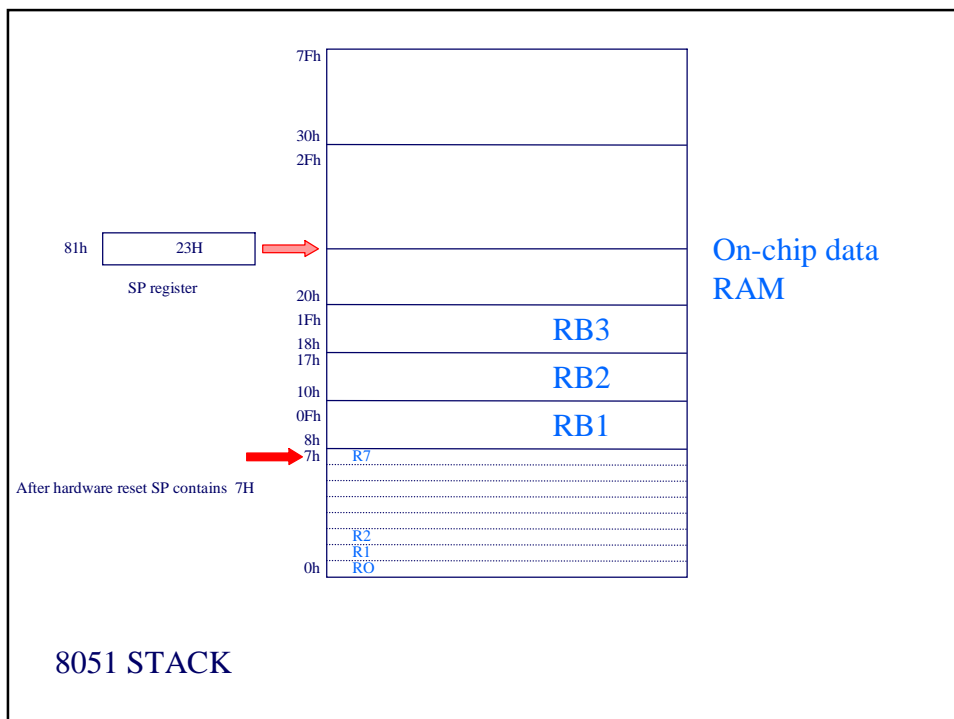 7Fh
30h
2Fh
81h
23H
SP register
On-chip data
RAM
20h
1Fh
RB3
18h
17h
RB2
10h
0Fh
RB1
8h
7h
R7
After hardware reset SP contains 7H
R2
R1
0h
RO
8051 STACK